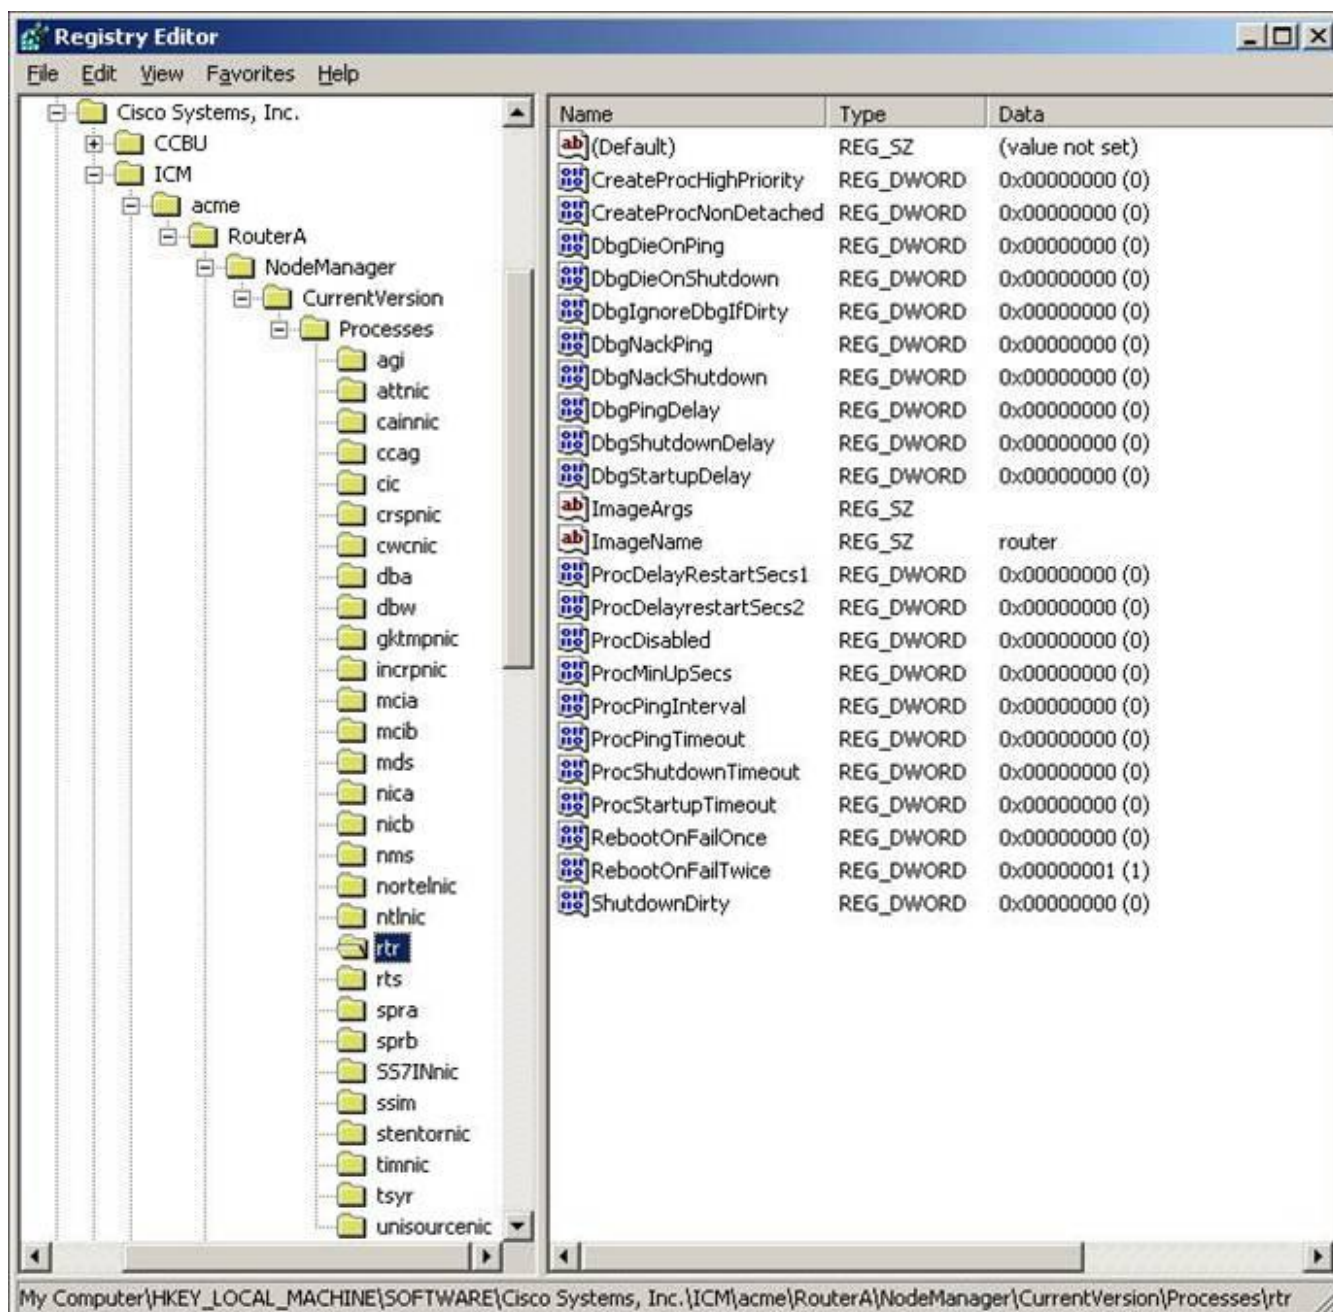 Registry Editor
File Edit View Favorites Help
Cisco Systems, Inc.
CCBU
ICM
acme
RouterA
NodeManager
CurrentVersion
Processes
agi
attnic
cainnic
ccag
cic
crspnic
cwcnic
dba
dbw
gktmpnic
incrpnic
mcia
mcib
mds
nica
nicb
nms
nortelnic
ntlnic
rtr
rts
spra
sprb
SS7INnic
ssim
stentornic
timnic
tsyr
unisourcenic
Name Type Data
(Default) REG_SZ (value not set)
CreateProcHighPriority REG_DWORD 0x00000000 (0)
CreateProcNonDetached REG_DWORD 0x00000000 (0)
DbgDieOnPing REG_DWORD 0x00000000 (0)
DbgDieOnShutdown REG_DWORD 0x00000000 (0)
DbgIgnoreDbgIfDirty REG_DWORD 0x00000000 (0)
DbgNackPing REG_DWORD 0x00000000 (0)
DbgNackShutdown REG_DWORD 0x00000000 (0)
DbgPingDelay REG_DWORD 0x00000000 (0)
DbgShutdownDelay REG_DWORD 0x00000000 (0)
DbgStartupDelay REG_DWORD 0x00000000 (0)
ImageArgs REG_SZ
ImageName REG_SZ router
ProcDelayRestartSecs1 REG_DWORD 0x00000000 (0)
ProcDelayrestartSecs2 REG_DWORD 0x00000000 (0)
ProcDisabled REG_DWORD 0x00000000 (0)
ProcMinUpSecs REG_DWORD 0x00000000 (0)
ProcPingInterval REG_DWORD 0x00000000 (0)
ProcPingTimeout REG_DWORD 0x00000000 (0)
ProcShutdownTimeout REG_DWORD 0x00000000 (0)
ProcStartupTimeout REG_DWORD 0x00000000 (0)
RebootOnFailOnce REG_DWORD 0x00000000 (0)
RebootOnFailTwice REG_DWORD 0x00000001 (1)
ShutdownDirty REG_DWORD 0x00000000 (0)
My Computer\HKEY_LOCAL_MACHINE\SOFTWARE\Cisco Systems, Inc.\ICM\acme\RouterA\NodeManager\CurrentVersion\Processes\rtr